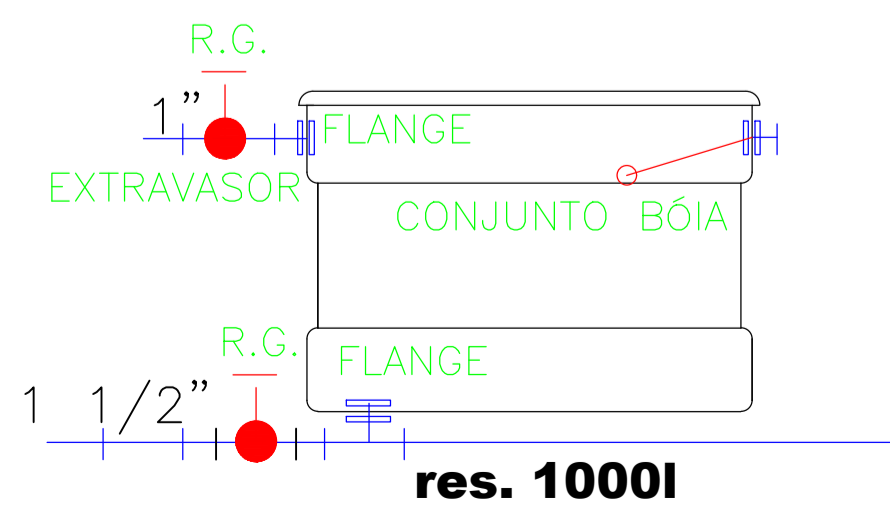 R.G.
1”
FLANGE
EXTRAVASOR
CONJUNTO BÓIA
R.G.
FLANGE
1 1/2”
res. 1000l